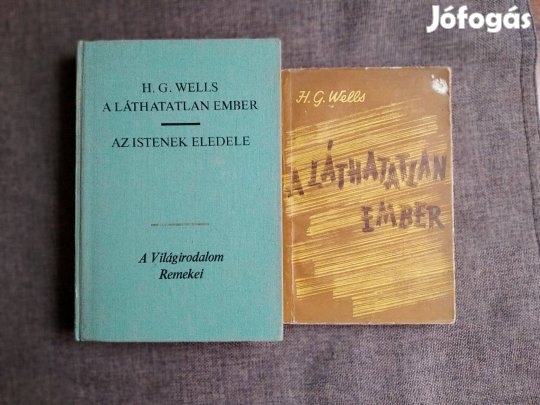 Jófogás
H. G. WELLS
A LÁTHATATLAN EMBER
AZ ISTENEK ELEDELE
A Világirodalom
Remekei
H. G. Wells
A LÁTHATATLAN
EMBER